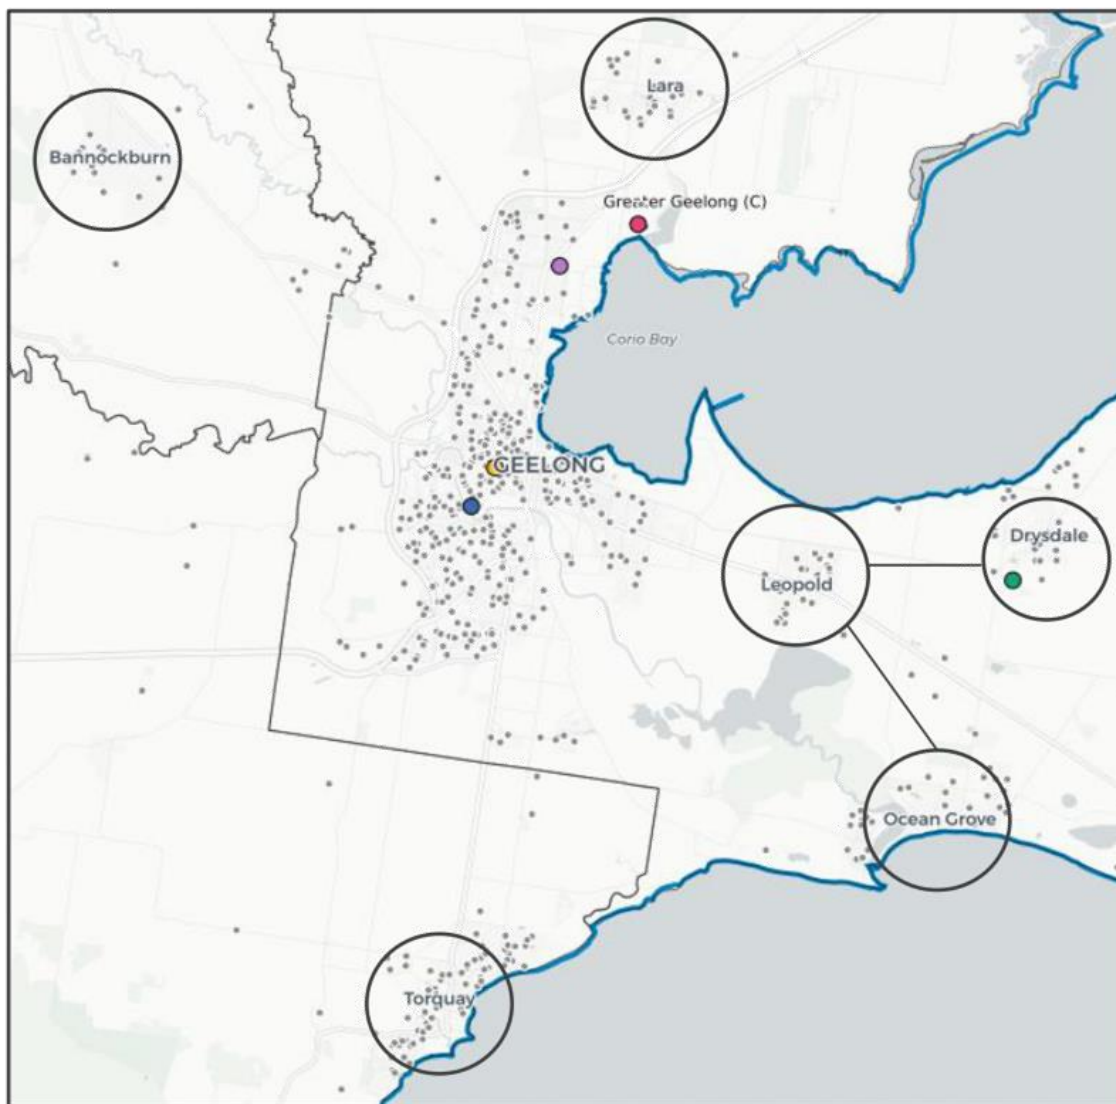 Lara
Bannockburn
Greater Geelong (C)
Corio Bay
GEELONG
Drysdale
Leopold
Ocean Grove
Torquay